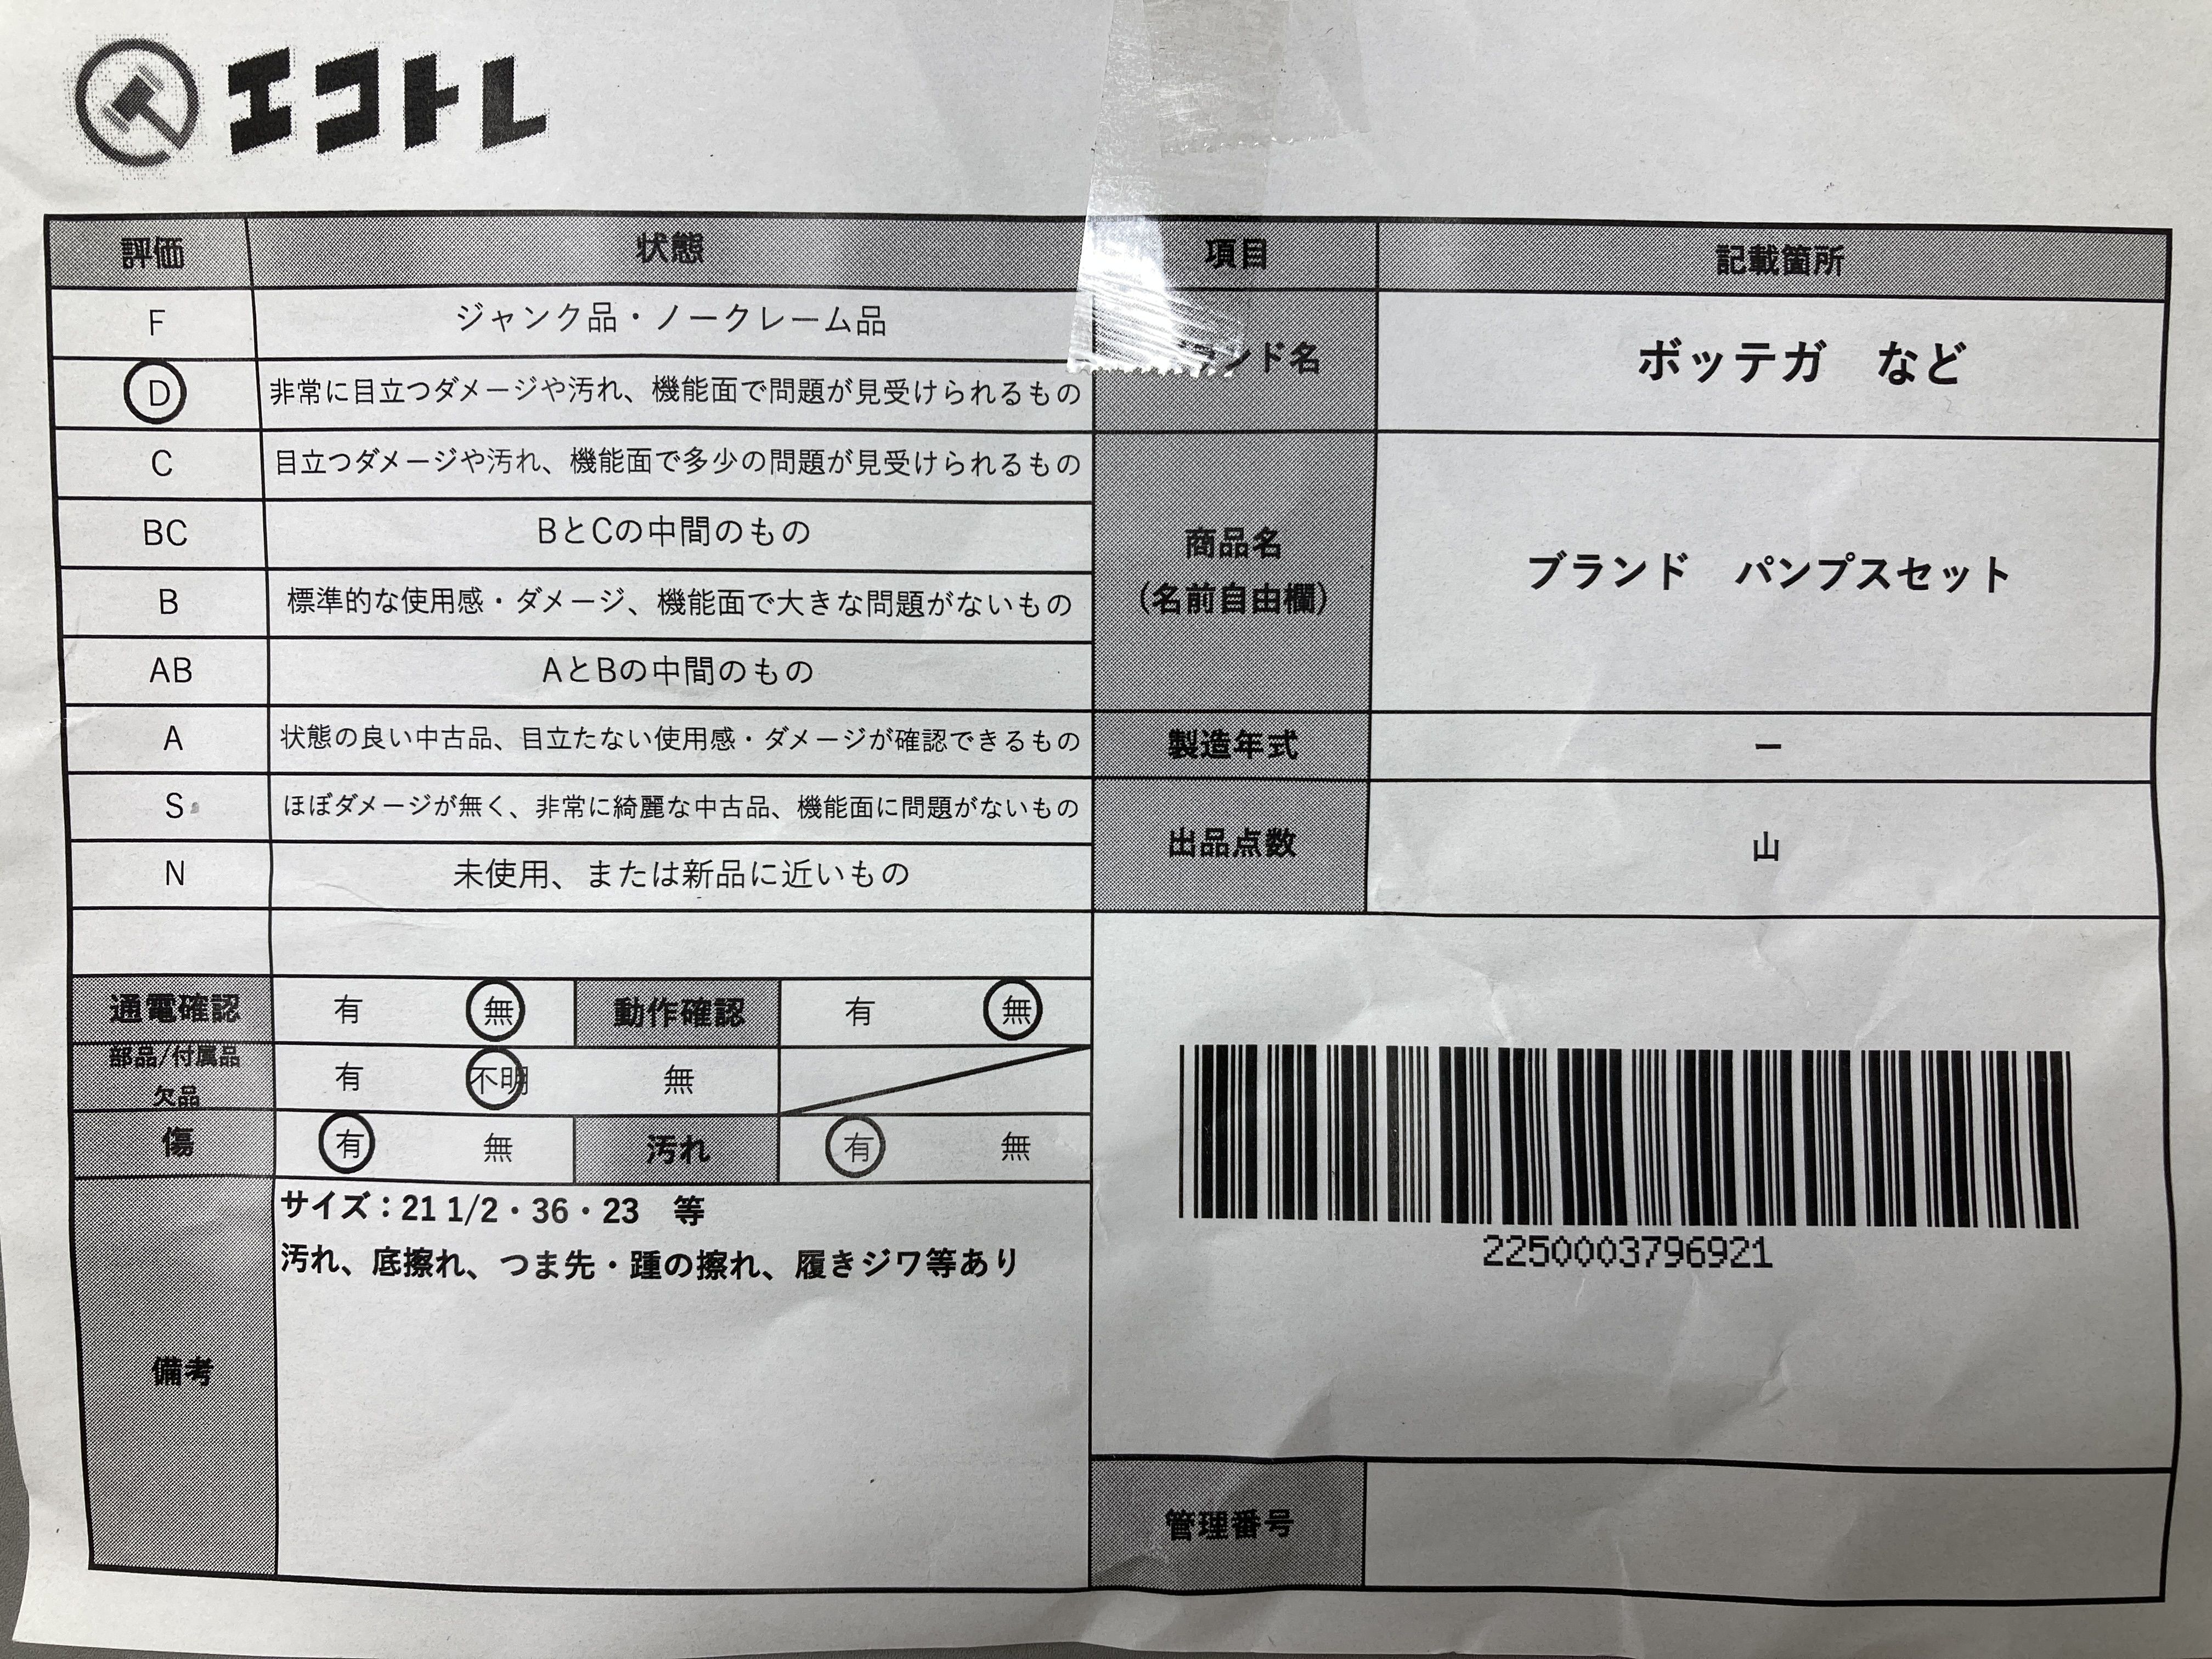 エコトレ
評価 状態
F ジャンク品・ノークレーム品
D 非常に目立つダメージや汚れ、機能面で問題が見受けられるもの
C 目立つダメージや汚れ、機能面で多少の問題が見受けられるもの
BC BとCの中間のもの
B 標準的な使用感・ダメージ、機能面で大きな問題がないもの
AB AとBの中間のもの
A 状態の良い中古品、目立たない使用感・ダメージが確認できるもの
S ほぼダメージが無く、非常に綺麗な中古品、機能面に問題がないもの
N 未使用、または新品に近いもの
通電確認 有 無 動作確認 有 無
部品/付属品
欠品
有 不明 無
傷 有 無 汚れ 有 無
備考
サイズ：21 1/2・36・23 等
汚れ、底擦れ、つま先・踵の擦れ、履きジワ等あり
項目 記載箇所
ンド名 ボッテガ など
商品名
（名前自由欄）
ブランド パンプスセット
製造年式 ー
出品点数 山
2250003796921
管理番号